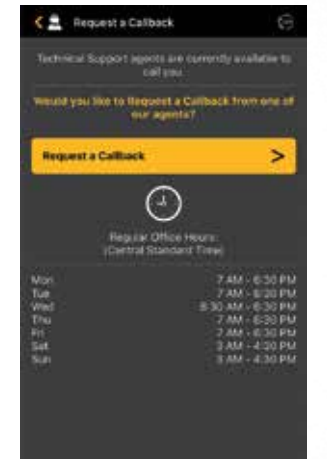 Request a Callback
Technical Support agents are currently available to
call you.
Would you like to Request a Callback from one of
our agents?
Request a Callback >
Regular Office Hours:
(Central Standard Time)
Mon 7 AM - 6:30 PM
Tue 7 AM - 6:30 PM
Wed 8:30 AM - 6:30 PM
Thu 7 AM - 6:30 PM
Fri 7 AM - 6:30 PM
Sat AM - 4:30 PM
Sun AM - 4:30 PM